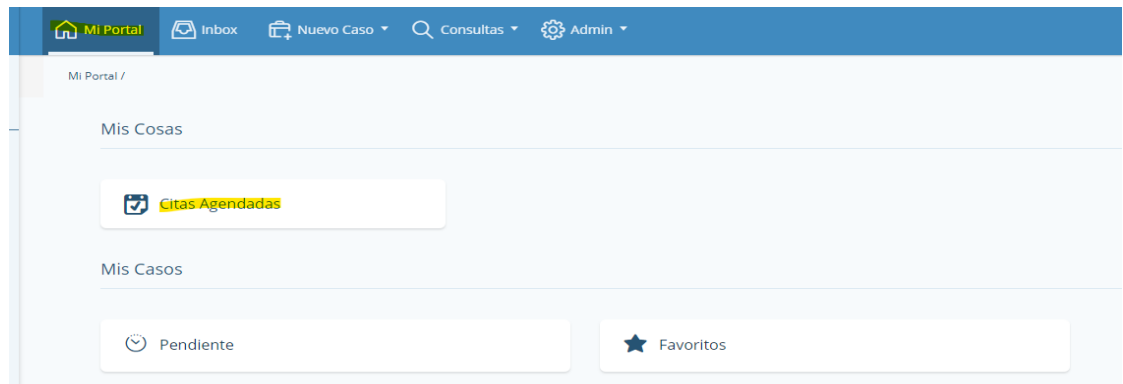 Mi Portal Inbox Nuevo Caso Consultas Admin
Mi Portal /
Mis Cosas
Citas Agendadas
Mis Casos
Pendiente Favoritos